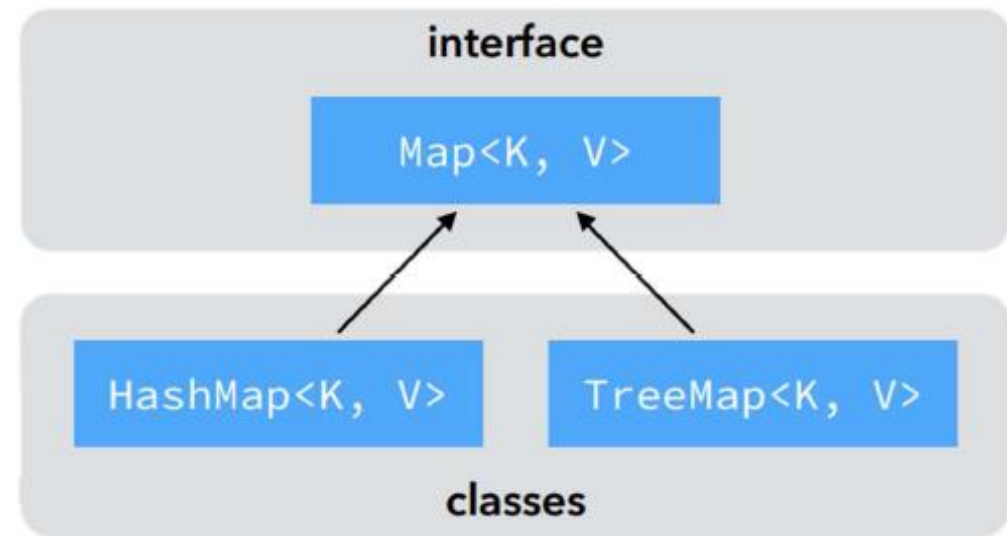 interface
Map<K, V>
HashMap<K, V>
TreeMap<K, V>
classes